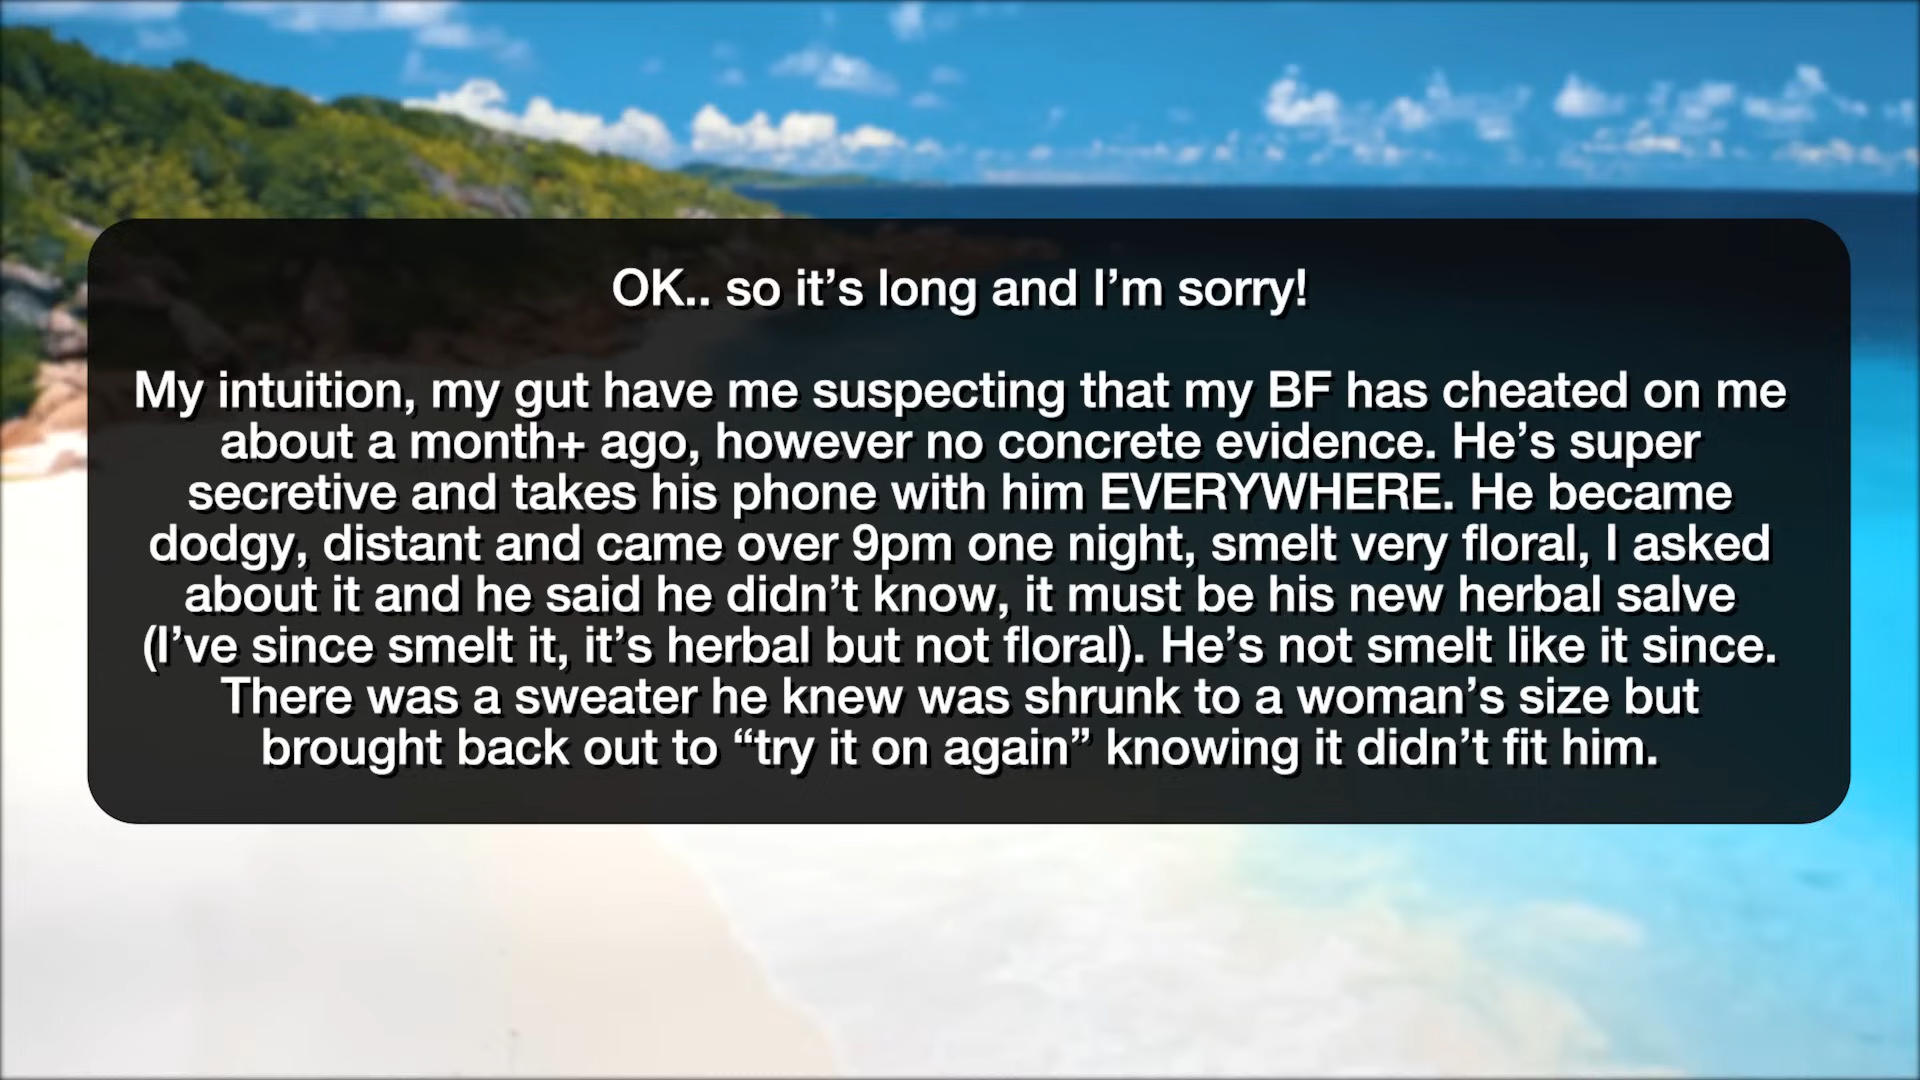 OK.. so it’s long and I’m sorry!
My intuition, my gut have me suspecting that my BF has cheated on me
about a month+ ago, however no concrete evidence. He’s super
secretive and takes his phone with him EVERYWHERE. He became
dodgy, distant and came over 9pm one night, smelt very floral, I asked
about it and he said he didn’t know, it must be his new herbal salve
(I’ve since smelt it, it’s herbal but not floral). He’s not smelt like it since.
There was a sweater he knew was shrunk to a woman’s size but
brought back out to “try it on again” knowing it didn’t fit him.